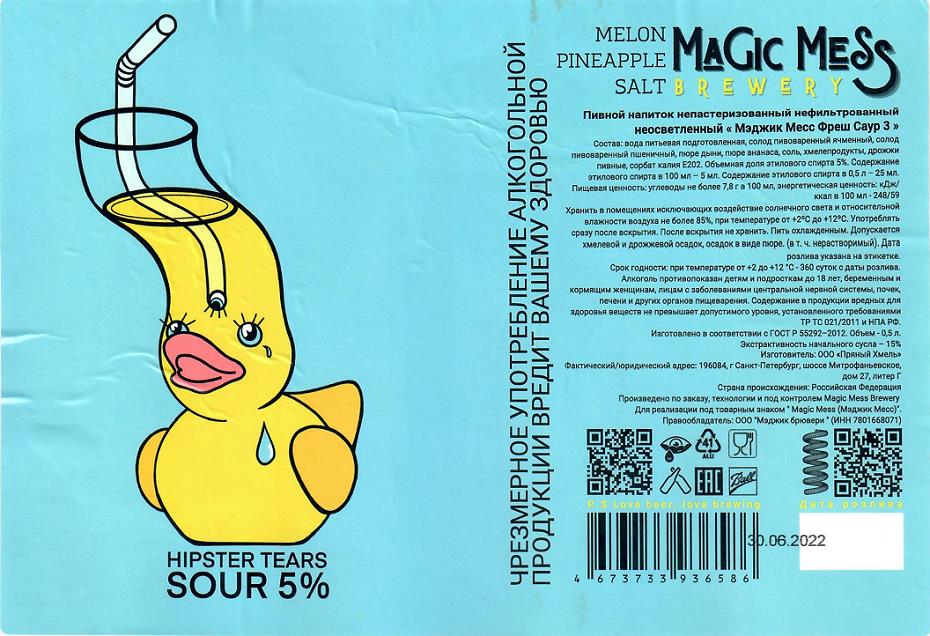 HIPSTER TEARS
SOUR 5%
ЧРЕЗМЕРНОЕ УПОТРЕБЛЕНИЕ АЛКОГОЛЬНОЙ
ПРОДУКЦИИ ВРЕДИТ ВАШЕМУ ЗДОРОВЬЮ
MELON
PINEAPPLE
SALT
MAGIC MESS
BREWERY
Пивной напиток непастеризованный нефильтрованный
неосветленный « Мэджик Месс Фреш Саур 3 »
Состав: вода питьевая подготовленная, солод пивоваренный ячменный, солод
пивоваренный пшеничный, пюре дыни, пюре ананаса, соль, хмелепродукты, дрожжи
пивные, сорбат калия Е202. Объемная доля этилового спирта 5%. Содержание
этилового спирта в 100 мл – 5 мл. Содержание этилового спирта в 0,5 л – 25 мл.
Пищевая ценность: углеводы не более 7,8 г в 100 мл, энергетическая ценность: кДж/
ккал в 100 мл - 248/59
Хранить в помещениях исключающих воздействие солнечного света и относительной
влажности воздуха не более 85%, при температуре от +2°С до +12°С. Употреблять
сразу после вскрытия. После вскрытия не хранить. Пить охлажденным. Допускается
хмелевой и дрожжевой осадок, осадок в виде пюре. (в т. ч. нерастворимый). Дата
розлива указана на этикетке.
Срок годности: при температуре от +2 до +12 °С - 360 суток с даты розлива.
Алкоголь противопоказан детям и подросткам до 18 лет, беременным и
кормящим женщинам, лицам с заболеваниями центральной нервной системы, почек,
печени и других органов пищеварения. Содержание в продукции вредных для
здоровья веществ не превышает допустимого уровня, установленного требованиями
ТР ТС 021/2011 и НПА РФ.
Изготовлено в соответствии с ГОСТ Р 55292–2012. Объем - 0,5 л.
Экстрактивность начального сусла – 15%
Изготовитель: ООО «Пряный Хмель»
Фактический/юридический адрес: 196084, г Санкт-Петербург, шоссе Митрофаньевское,
дом 27, литер Г
Страна происхождения: Российская Федерация
Произведено по заказу, технологии и под контролем Magic Mess Brewery
Для реализации под товарным знаком " Magic Mess (Мэджик Месс)".
Правообладатель: ООО "Мэджик брювери " (ИНН 7801668071)
41
ALU
EAC
Ball
P.S Love beer, love brewing
Дата розлива
30.06.2022
4 673733 936586